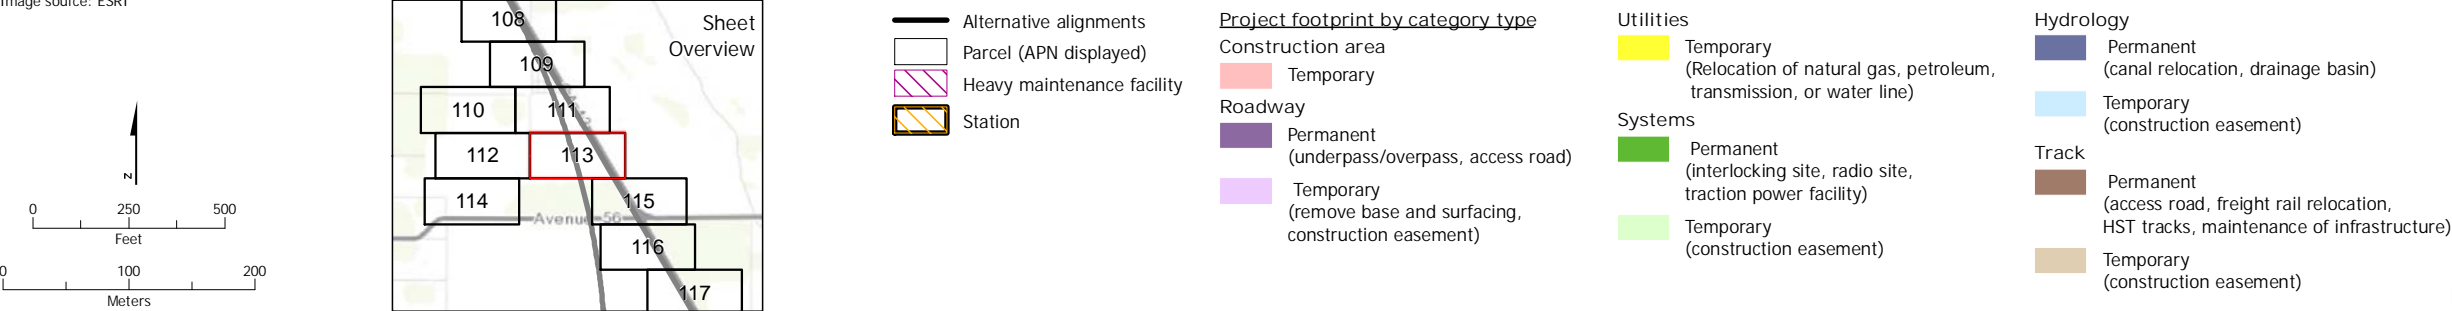 Image source: ESRI
N
0 250 500
Feet
0 100 200
Meters
Sheet
Overview
108
109
110
111
112
113
114
115
Avenue 56
116
117
Alternative alignments
Parcel (APN displayed)
Heavy maintenance facility
Station
Project footprint by category type
Construction area
Temporary
Roadway
Permanent
(underpass/overpass, access road)
Temporary
(remove base and surfacing,
construction easement)
Utilities
Temporary
(Relocation of natural gas, petroleum,
transmission, or water line)
Systems
Permanent
(interlocking site, radio site,
traction power facility)
Temporary
(construction easement)
Hydrology
Permanent
(canal relocation, drainage basin)
Temporary
(construction easement)
Track
Permanent
(access road, freight rail relocation,
HST tracks, maintenance of infrastructure)
Temporary
(construction easement)